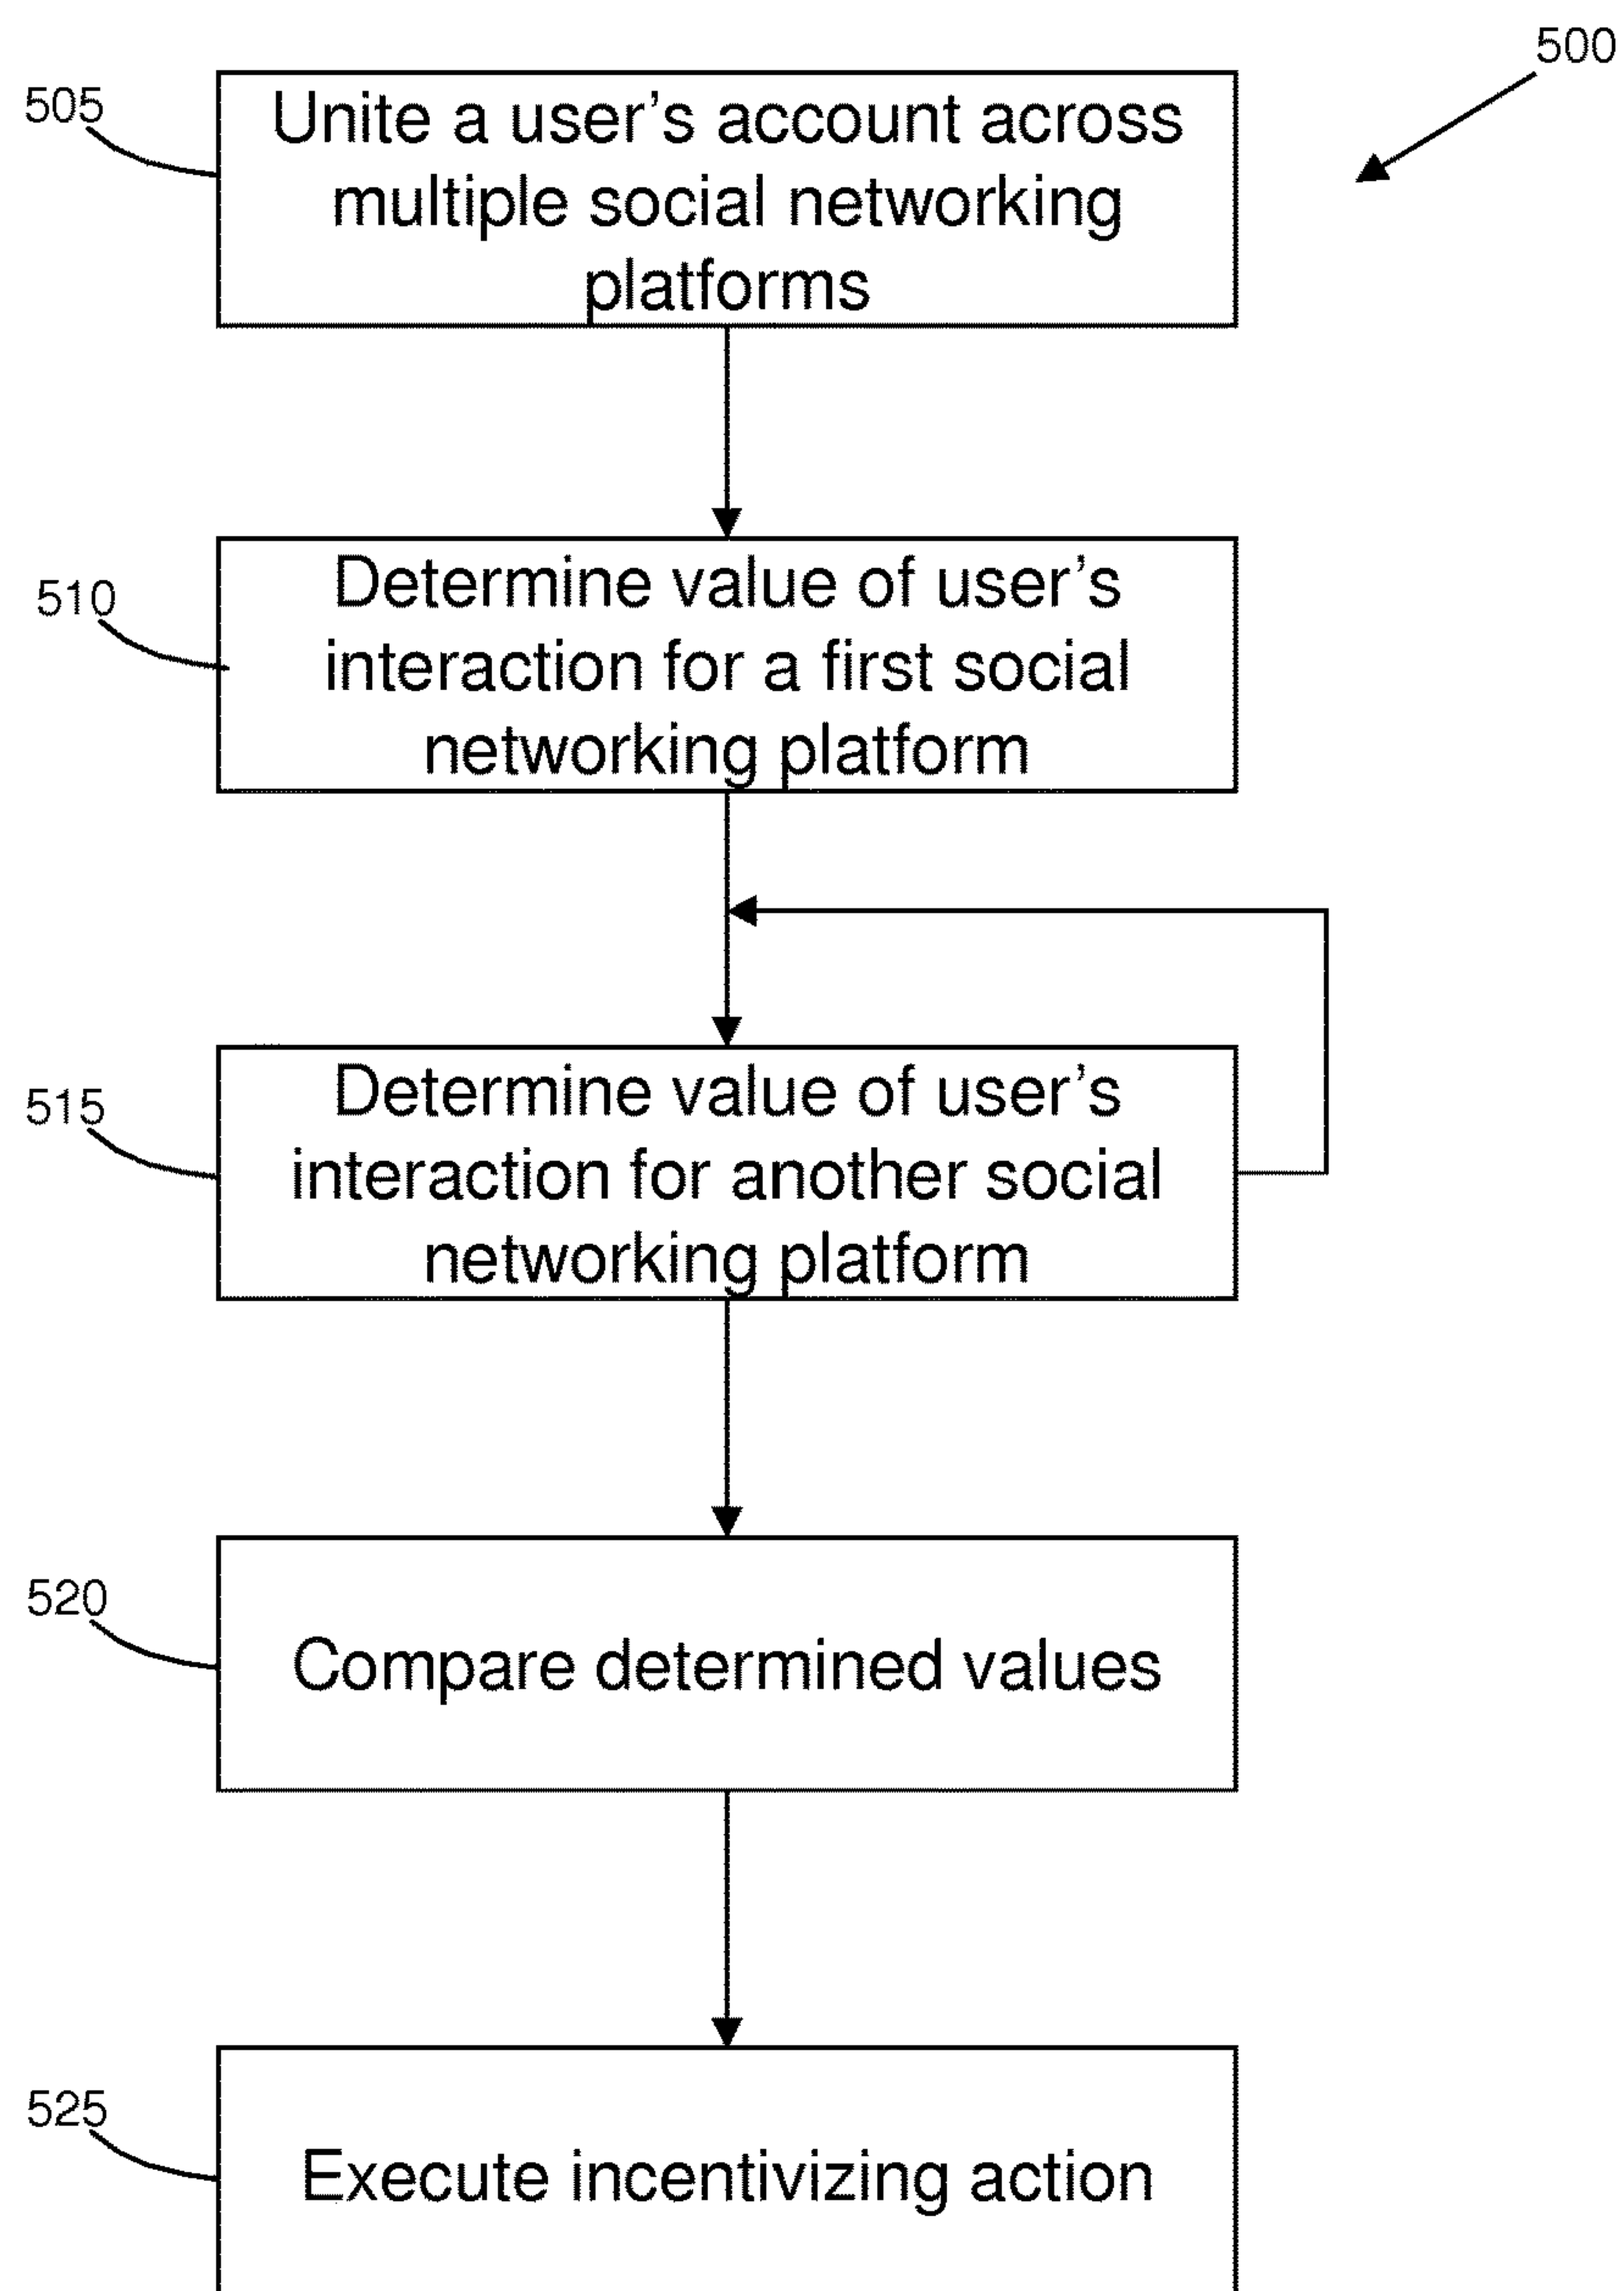 500
505
Unite a user’s account across
multiple social networking
platforms
510
Determine value of user’s
interaction for a first social
networking platform
515
Determine value of user’s
interaction for another social
networking platform
520
Compare determined values
525
Execute incentivizing action